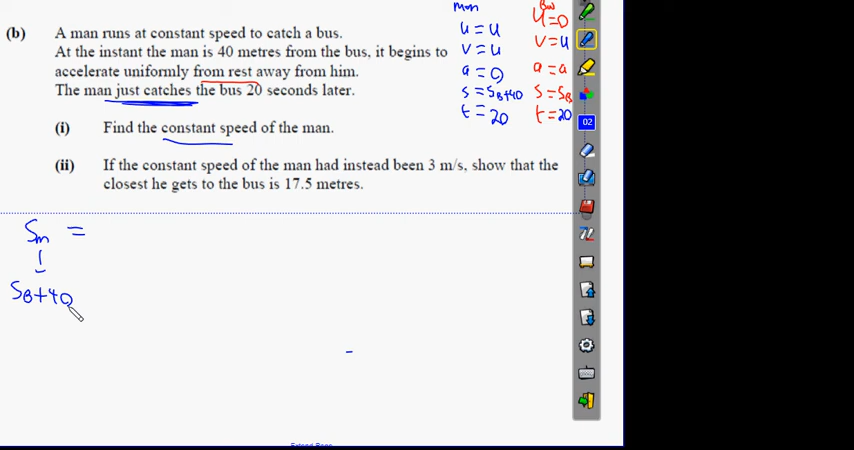 (b) A man runs at constant speed to catch a bus.
At the instant the man is 40 metres from the bus, it begins to
accelerate uniformly from rest away from him.
The man just catches the bus 20 seconds later.
(i) Find the constant speed of the man.
(ii) If the constant speed of the man had instead been 3 m/s, show that the
closest he gets to the bus is 17.5 metres.
man
u = u
v = u
a = 0
s = SB+40
t = 20
Bus
u = 0
v = u
a = a
s = SB
t = 20
02
Sm =
SB+40
Extend Page